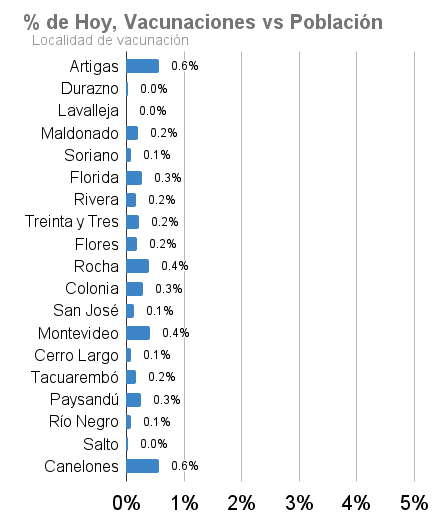 % de Hoy, Vacunaciones vs Población
Localidad de vacunación
Artigas 0.6%
Durazno 0.0%
Lavalleja 0.0%
Maldonado 0.2%
Soriano 0.1%
Florida 0.3%
Rivera 0.2%
Treinta y Tres 0.2%
Flores 0.2%
Rocha 0.4%
Colonia 0.3%
San José 0.1%
Montevideo 0.4%
Cerro Largo 0.1%
Tacuarembó 0.2%
Paysandú 0.3%
Río Negro 0.1%
Salto 0.0%
Canelones 0.6%
0% 1% 2% 3% 4% 5%